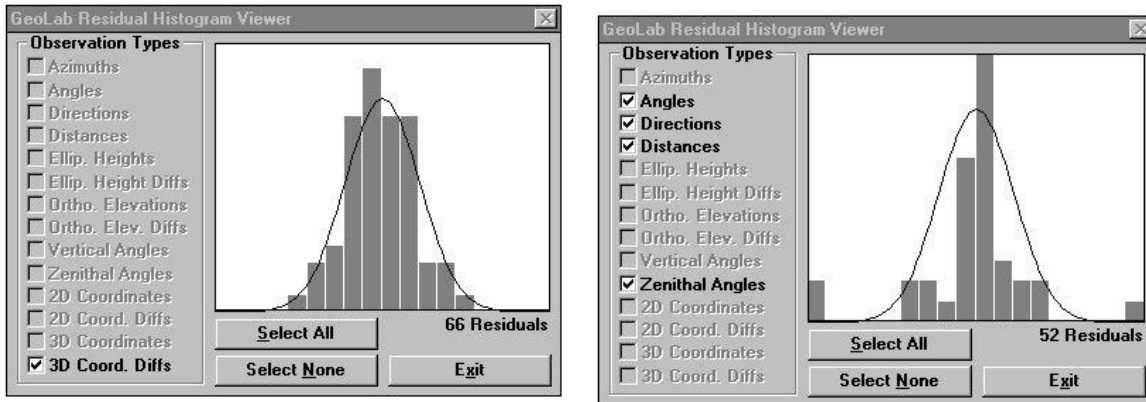 GeoLab Residual Histogram Viewer
Observation Types
Azimuths
Angles
Directions
Distances
Ellip. Heights
Ellip. Height Diffs
Ortho. Elevations
Ortho. Elev. Diffs
Vertical Angles
Zenithal Angles
2D Coordinates
2D Coord. Diffs
3D Coordinates
3D Coord. Diffs
66 Residuals
Select All
Select None
Exit
GeoLab Residual Histogram Viewer
Observation Types
Azimuths
Angles
Directions
Distances
Ellip. Heights
Ellip. Height Diffs
Ortho. Elevations
Ortho. Elev. Diffs
Vertical Angles
Zenithal Angles
2D Coordinates
2D Coord. Diffs
3D Coordinates
3D Coord. Diffs
52 Residuals
Select All
Select None
Exit